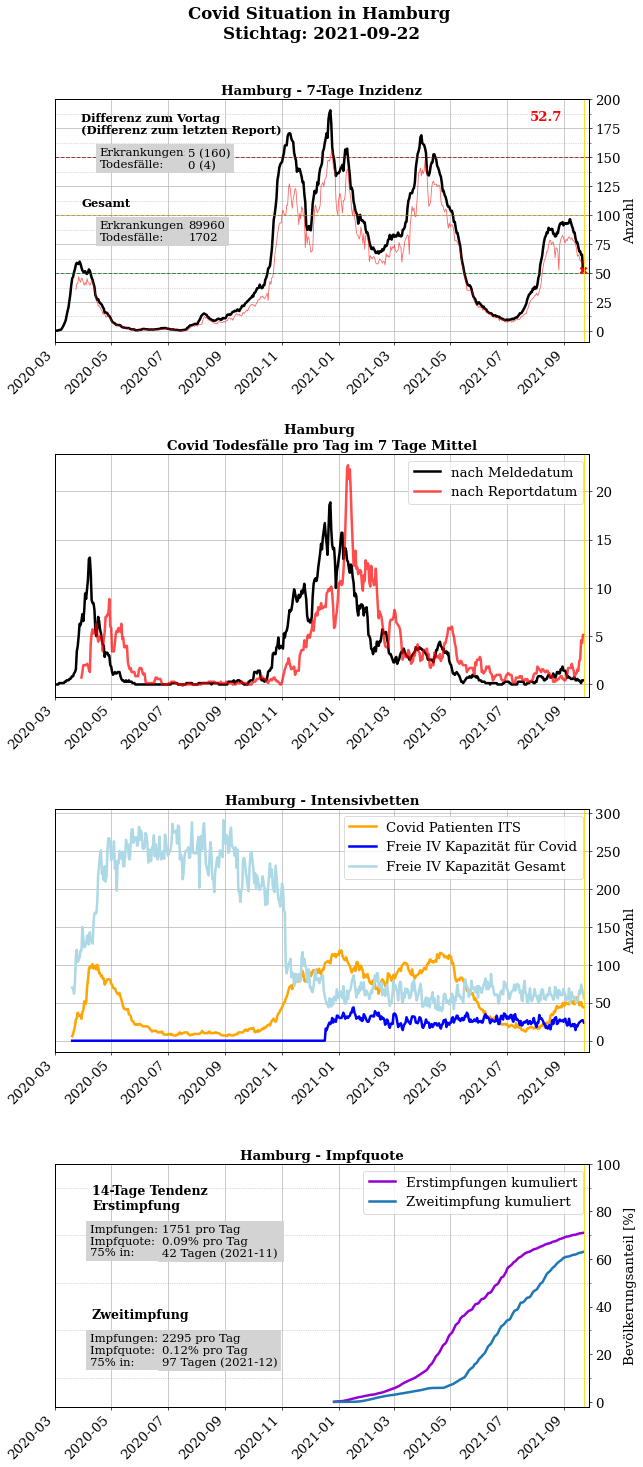 Covid Situation in Hamburg
Stichtag: 2021-09-22
Hamburg - 7-Tage Inzidenz
Differenz zum Vortag
(Differenz zum letzten Report)
Erkrankungen 5 (160)
Todesfälle: 0 (4)
Gesamt
Erkrankungen 89960
Todesfälle: 1702
52.7
200
175
150
125
100
75
50
25
0
Anzahl
2020-03
2020-05
2020-07
2020-09
2020-11
2021-01
2021-03
2021-05
2021-07
2021-09
Hamburg
Covid Todesfälle pro Tag im 7 Tage Mittel
nach Meldedatum
nach Reportdatum
20
15
10
5
0
2020-03
2020-05
2020-07
2020-09
2020-11
2021-01
2021-03
2021-05
2021-07
2021-09
Hamburg - Intensivbetten
Covid Patienten ITS
Freie IV Kapazität für Covid
Freie IV Kapazität Gesamt
300
250
200
150
100
50
0
Anzahl
2020-03
2020-05
2020-07
2020-09
2020-11
2021-01
2021-03
2021-05
2021-07
2021-09
Hamburg - Impfquote
14-Tage Tendenz
Erstimpfung
Impfungen: 1751 pro Tag
Impfquote: 0.09% pro Tag
75% in: 42 Tagen (2021-11)
Zweitimpfung
Impfungen: 2295 pro Tag
Impfquote: 0.12% pro Tag
75% in: 97 Tagen (2021-12)
Erstimpfungen kumuliert
Zweitimpfung kumuliert
100
80
60
40
20
0
Bevölkerungsanteil [%]
2020-03
2020-05
2020-07
2020-09
2020-11
2021-01
2021-03
2021-05
2021-07
2021-09